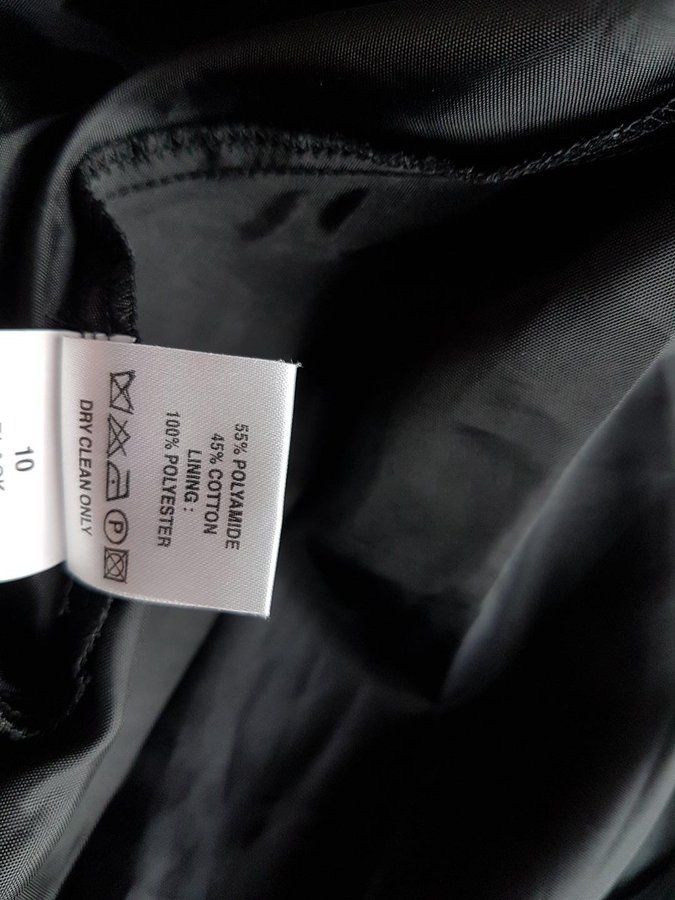 55% POLYAMIDE
45% COTTON
LINING :
100% POLYESTER
P
DRY CLEAN ONLY
10